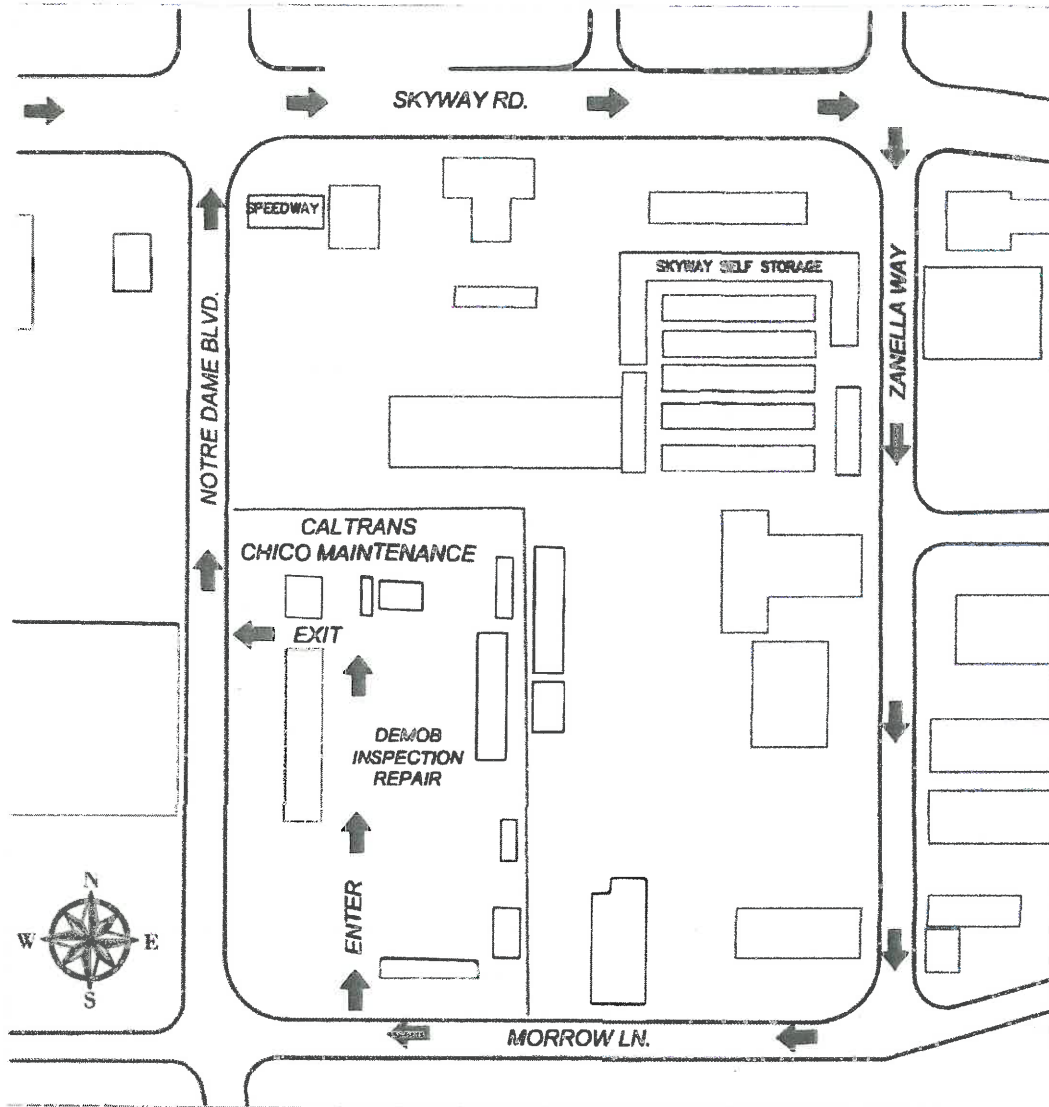 SKYWAY RD.
SPEEDWAY
SKYWAY SELF STORAGE
NOTRE DAME BLVD.
ZANELLA WAY
CALTRANS
CHICO MAINTENANCE
EXIT
DEMOB
INSPECTION
REPAIR
ENTER
N
W
E
S
MORROW LN.